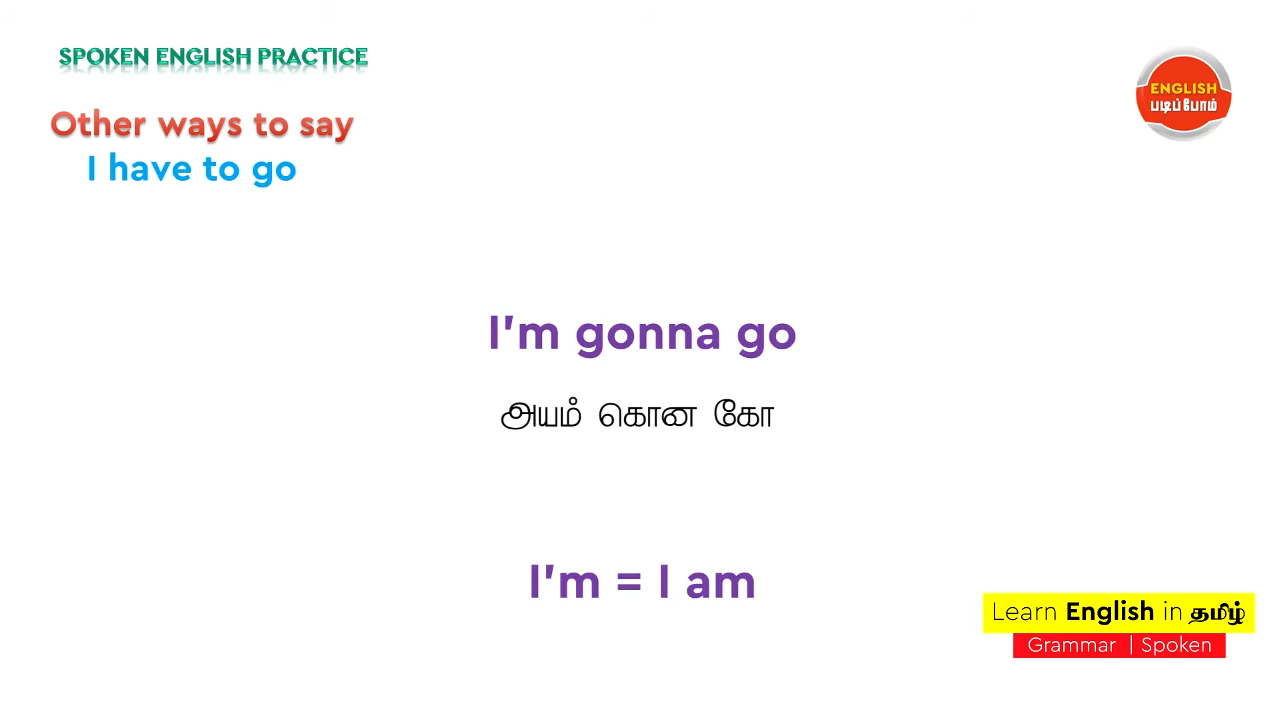 SPOKEN ENGLISH PRACTICE
Other ways to say
I have to go
ENGLISH
படிப்போம்
I'm gonna go
அயம் கொன கோ
I'm = I am
Learn English in தமிழ்
Grammar | Spoken